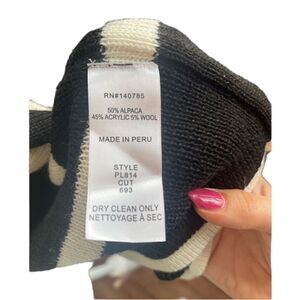 RN#140785
50% ALPACA
45% ACRYLIC 5% WOOL
MADE IN PERU
STYLE
PL814
CUT
693
DRY CLEAN ONLY
NETTOYAGE À SEC